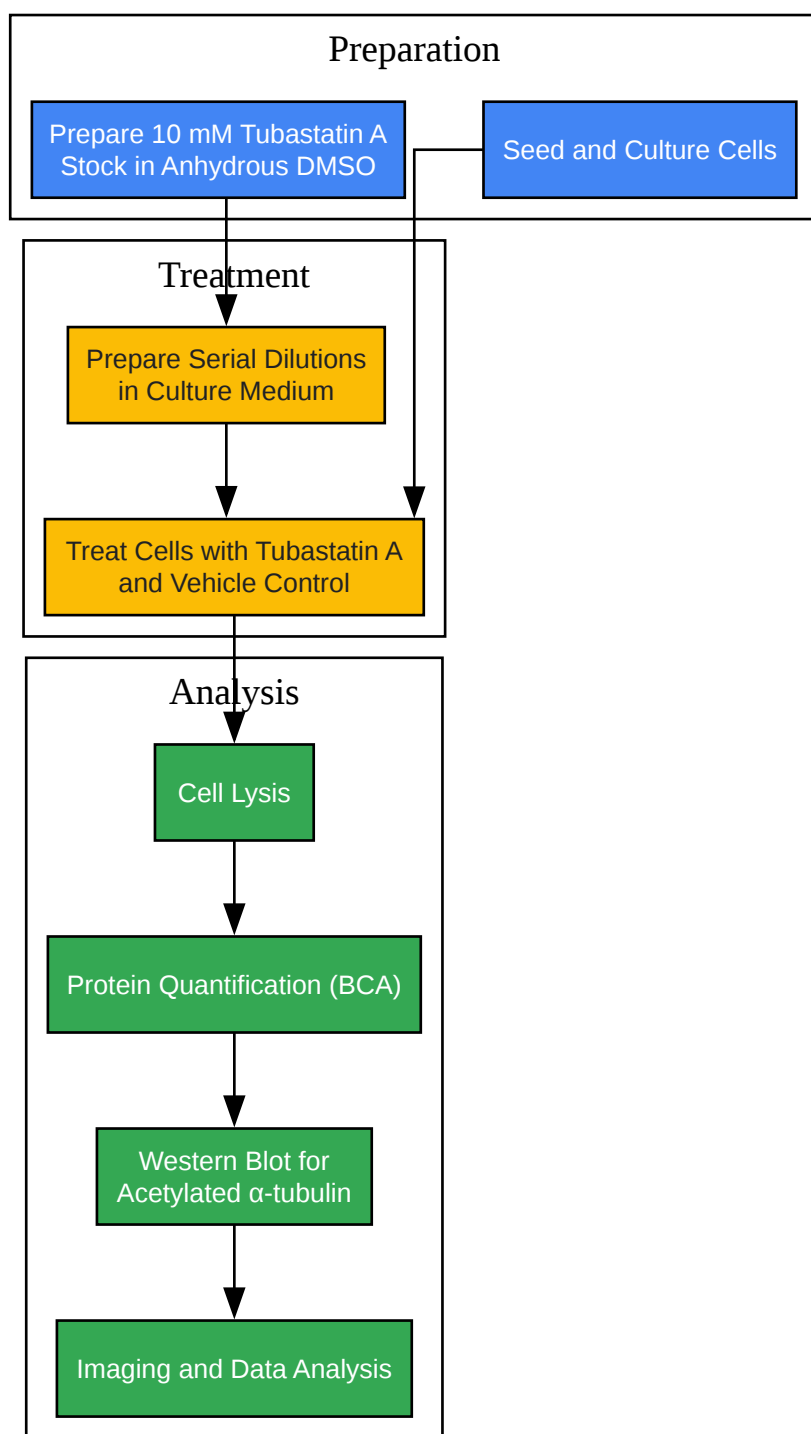 Preparation
Prepare 10 mM Tubastatin A
Stock in Anhydrous DMSO
Seed and Culture Cells
Treatment
Prepare Serial Dilutions
in Culture Medium
Treat Cells with Tubastatin A
and Vehicle Control
Analysis
Cell Lysis
Protein Quantification (BCA)
Western Blot for
Acetylated α-tubulin
Imaging and Data Analysis